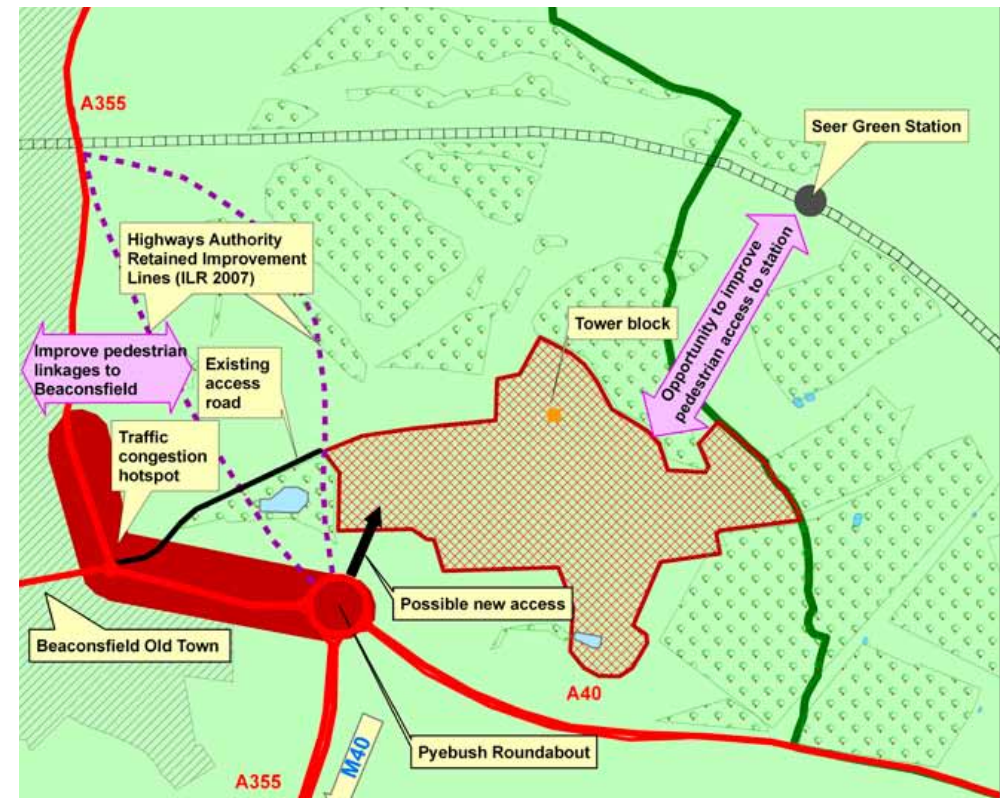 A355
Seer Green Station
Highways Authority
Retained Improvement
Lines (ILR 2007)
Opportunity to improve
pedestrian access to station
Tower block
Improve pedestrian
linkages to
Beaconsfield
Existing
access
road
Traffic
congestion
hotspot
Possible new access
Beaconsfield Old Town
A40
Pyebush Roundabout
M40
A355